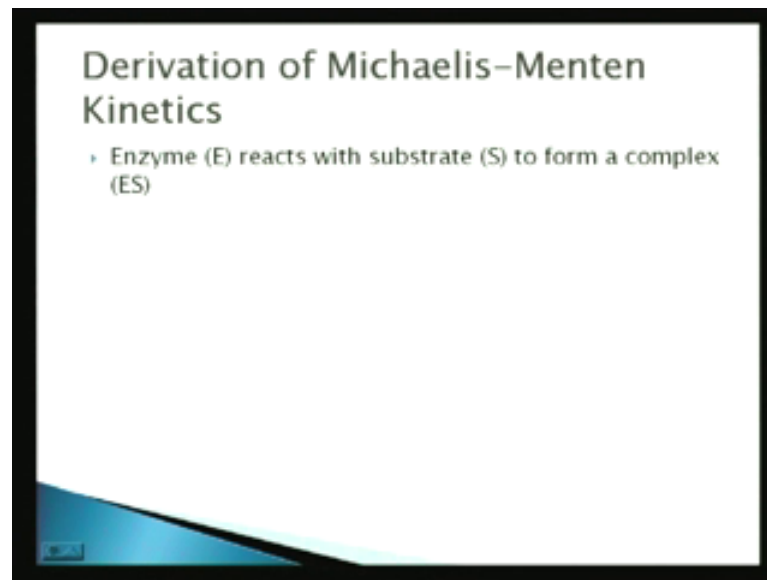 Derivation of Michaelis-Menten
Kinetics
Enzyme (E) reacts with substrate (S) to form a complex
(ES)